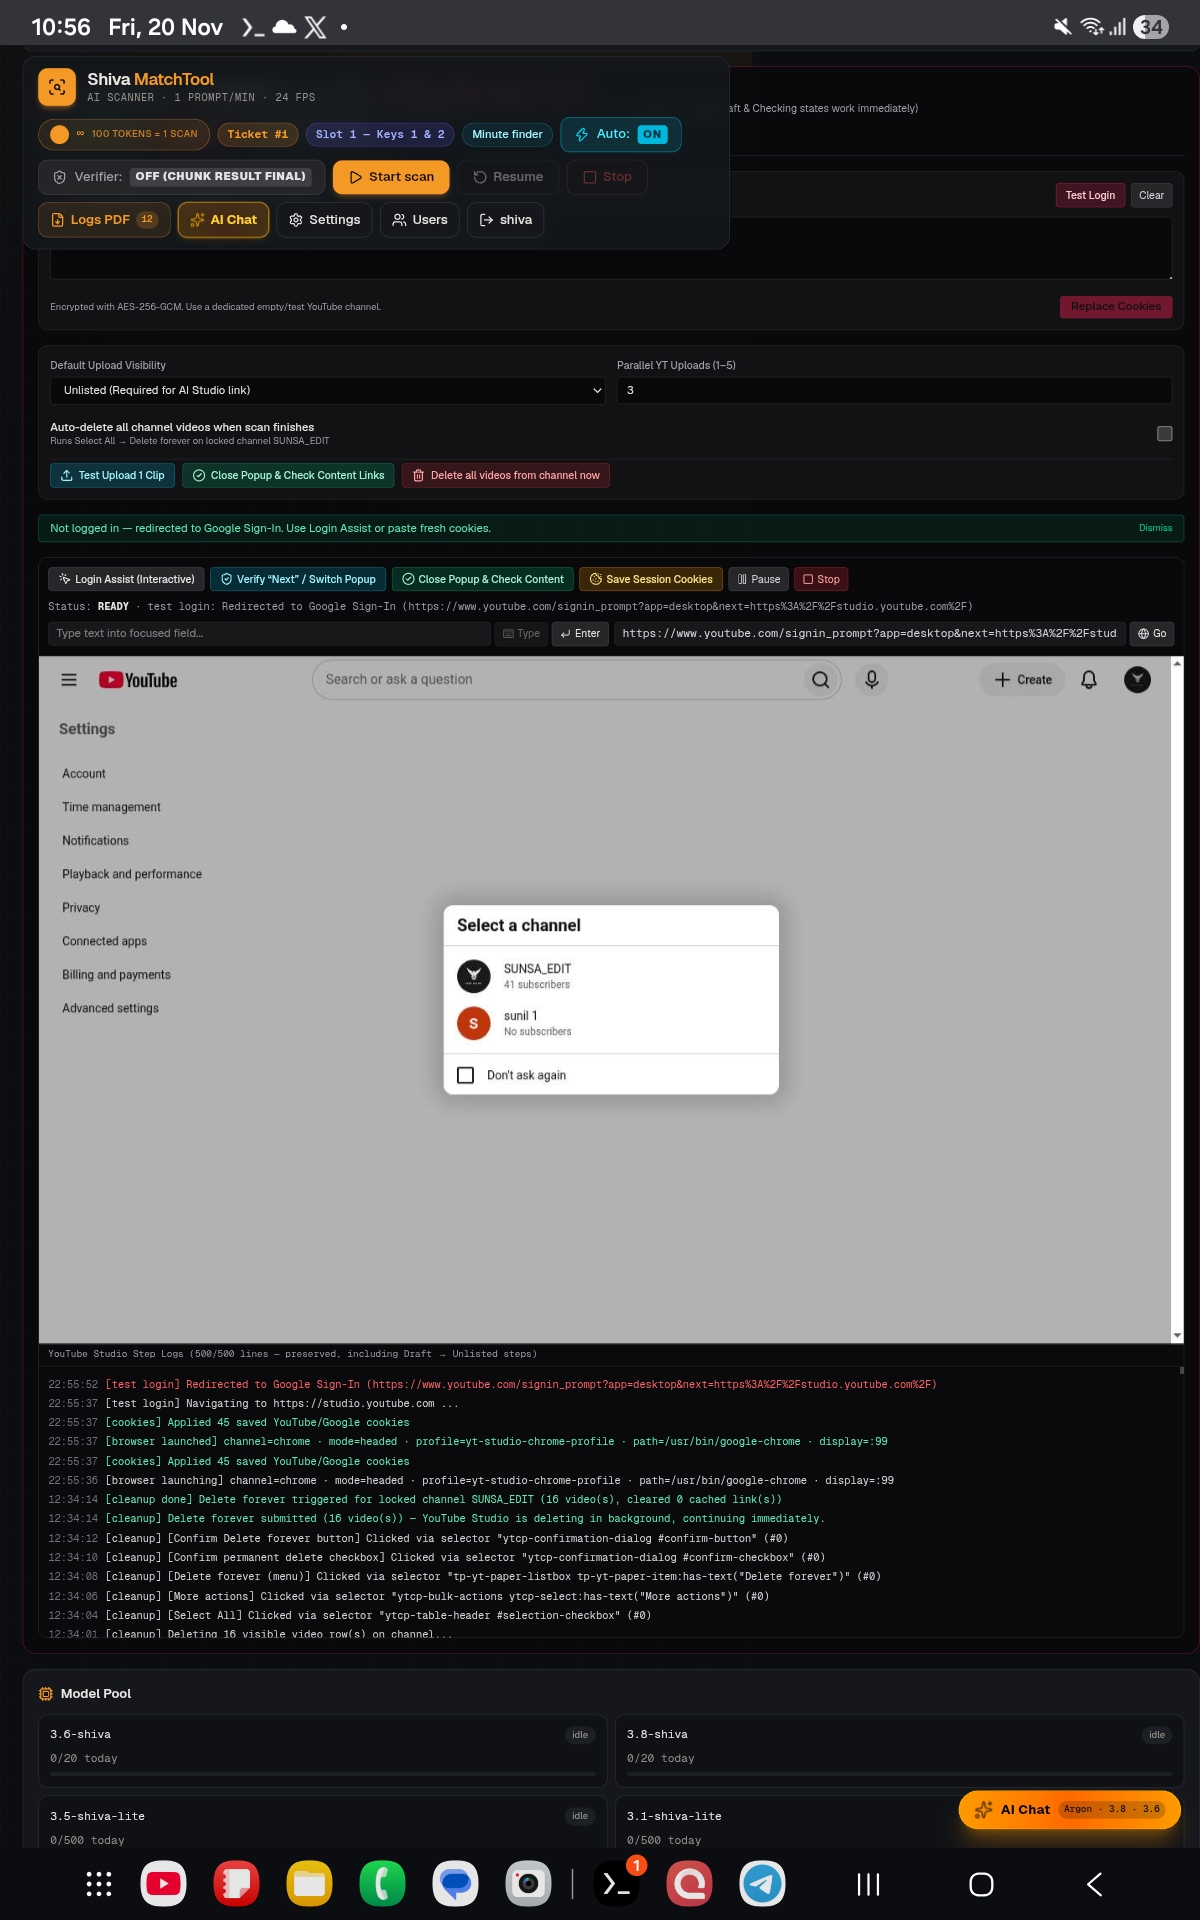 10:56 Fri, 20 Nov
34
Shiva MatchTool
AI SCANNER · 1 PROMPT/MIN · 24 FPS
aft & Checking states work immediately)
∞ 100 TOKENS = 1 SCAN
Ticket #1
Slot 1 — Keys 1 & 2
Minute finder
Auto: ON
Verifier: OFF (CHUNK RESULT FINAL)
Start scan
Resume
Stop
Test Login
Clear
Logs PDF 12
AI Chat
Settings
Users
shiva
Encrypted with AES-256-GCM. Use a dedicated empty/test YouTube channel.
Replace Cookies
Default Upload Visibility
Parallel YT Uploads (1–5)
Unlisted (Required for AI Studio link)
3
Auto-delete all channel videos when scan finishes
Runs Select All → Delete forever on locked channel SUNSA_EDIT
Test Upload 1 Clip
Close Popup & Check Content Links
Delete all videos from channel now
Not logged in — redirected to Google Sign-In. Use Login Assist or paste fresh cookies.
Dismiss
Login Assist (Interactive)
Verify “Next” / Switch Popup
Close Popup & Check Content
Save Session Cookies
Pause
Stop
Status: READY · test login: Redirected to Google Sign-In (https://www.youtube.com/signin_prompt?app=desktop&next=https%3A%2F%2Fstudio.youtube.com%2F)
Type text into focused field…
Type
Enter
https://www.youtube.com/signin_prompt?app=desktop&next=https%3A%2F%2Fstud
Go
YouTube
Search or ask a question
Create
Settings
Account
Time management
Notifications
Playback and performance
Privacy
Connected apps
Billing and payments
Advanced settings
Select a channel
SUNSA_EDIT
41 subscribers
S
sunil 1
No subscribers
Don't ask again
YouTube Studio Step Logs (500/500 lines — preserved, including Draft → Unlisted steps)
22:55:52 [test login] Redirected to Google Sign-In (https://www.youtube.com/signin_prompt?app=desktop&next=https%3A%2F%2Fstudio.youtube.com%2F)
22:55:37 [test login] Navigating to https://studio.youtube.com ...
22:55:37 [cookies] Applied 45 saved YouTube/Google cookies
22:55:37 [browser launched] channel=chrome · mode=headed · profile=yt-studio-chrome-profile · path=/usr/bin/google-chrome · display=:99
22:55:37 [cookies] Applied 45 saved YouTube/Google cookies
22:55:36 [browser launching] channel=chrome · mode=headed · profile=yt-studio-chrome-profile · path=/usr/bin/google-chrome · display=:99
12:34:14 [cleanup done] Delete forever triggered for locked channel SUNSA_EDIT (16 video(s), cleared 0 cached link(s))
12:34:14 [cleanup] Delete forever submitted (16 video(s)) — YouTube Studio is deleting in background, continuing immediately.
12:34:12 [cleanup] [Confirm Delete forever button] Clicked via selector "ytcp-confirmation-dialog #confirm-button" (#0)
12:34:10 [cleanup] [Confirm permanent delete checkbox] Clicked via selector "ytcp-confirmation-dialog #confirm-checkbox" (#0)
12:34:08 [cleanup] [Delete forever (menu)] Clicked via selector "tp-yt-paper-listbox tp-yt-paper-item:has-text("Delete forever")" (#0)
12:34:06 [cleanup] [More actions] Clicked via selector "ytcp-bulk-actions ytcp-select:has-text("More actions")" (#0)
12:34:04 [cleanup] [Select All] Clicked via selector "ytcp-table-header #selection-checkbox" (#0)
12:34:01 [cleanup] Deleting 16 visible video row(s) on channel...
Model Pool
3.6-shiva
idle
0/20 today
3.8-shiva
idle
0/20 today
3.5-shiva-lite
idle
0/500 today
3.1-shiva-lite
0/500 today
AI Chat Argon · 3.8 · 3.6
1